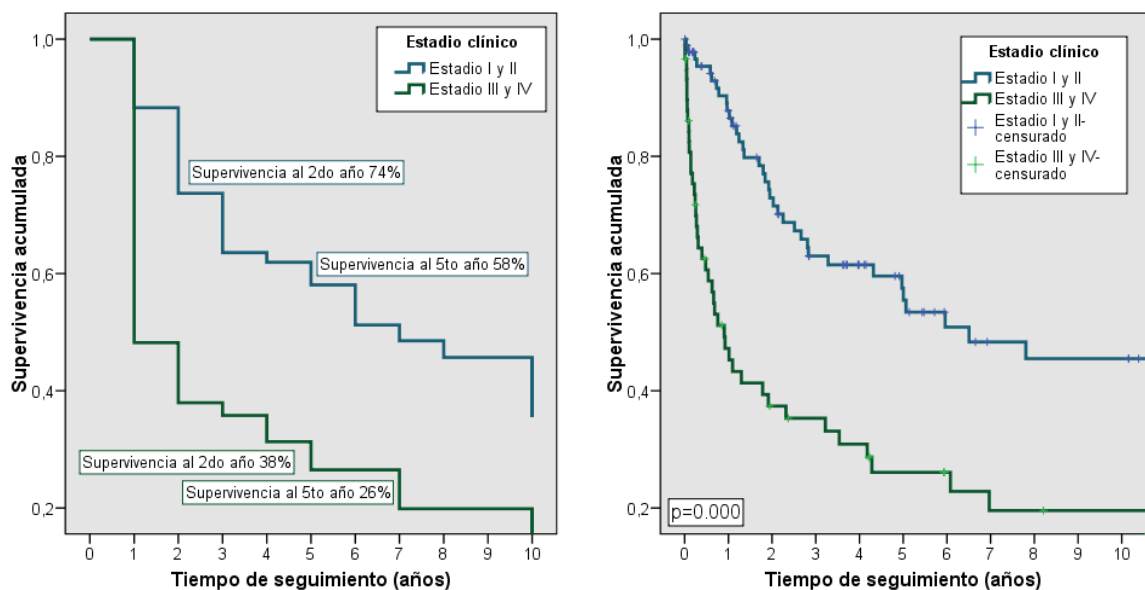 Supervivencia acumulada
1,0
0,8
0,6
0,4
0,2
Estadio clínico
Estadio I y II
Estadio III y IV
Supervivencia al 2do año 74%
Supervivencia al 5to año 58%
Supervivencia al 2do año 38%
Supervivencia al 5to año 26%
0 1 2 3 4 5 6 7 8 9 10
Tiempo de seguimiento (años)
Supervivencia acumulada
1,0
0,8
0,6
0,4
0,2
Estadio clínico
Estadio I y II
Estadio III y IV
Estadio I y II-
censurado
Estadio III y IV-
censurado
p=0.000
0 1 2 3 4 5 6 7 8 9 10
Tiempo de seguimiento (años)